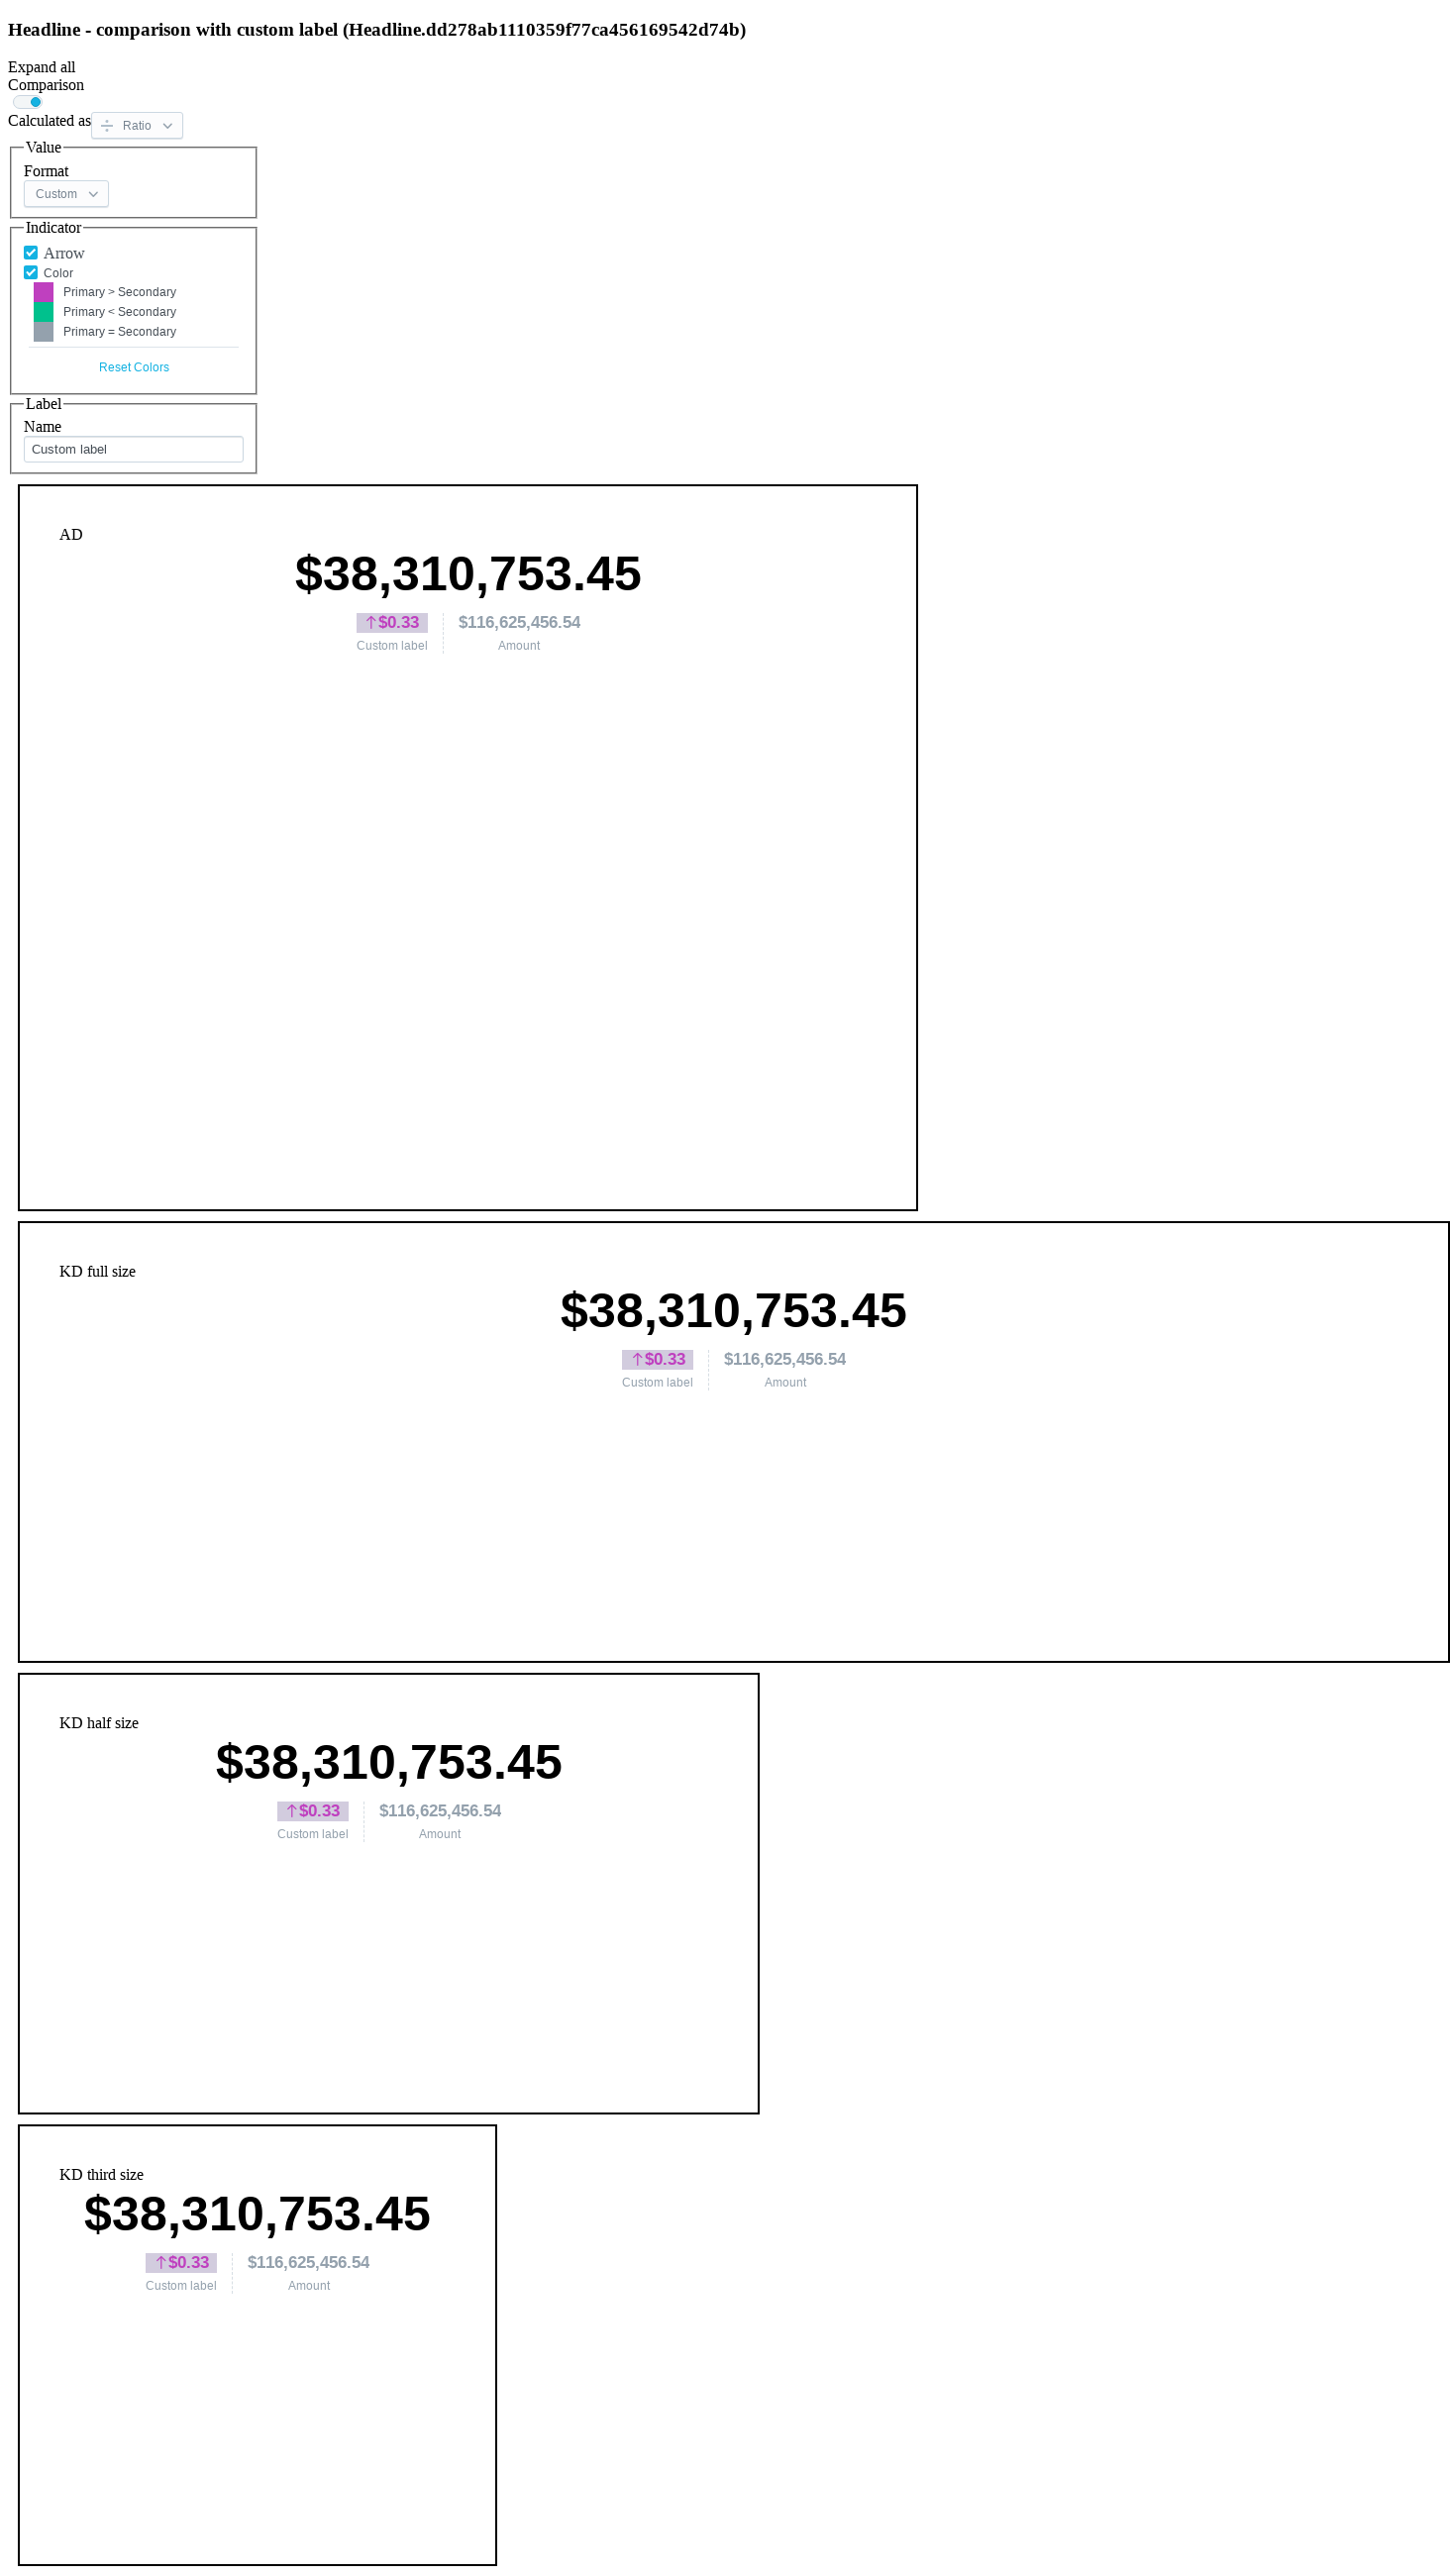 Headline - comparison with custom label (Headline.dd278ab1110359f77ca456169542d74b)
Expand all
Comparison
Calculated as Ratio
Value
Format
Custom
Indicator
Arrow
Color
Primary > Secondary
Primary < Secondary
Primary = Secondary
Reset Colors
Label
Name
Custom label
AD
$38,310,753.45
↑$0.33 $116,625,456.54
Custom label Amount
KD full size
$38,310,753.45
↑$0.33 $116,625,456.54
Custom label Amount
KD half size
$38,310,753.45
↑$0.33 $116,625,456.54
Custom label Amount
KD third size
$38,310,753.45
↑$0.33 $116,625,456.54
Custom label Amount